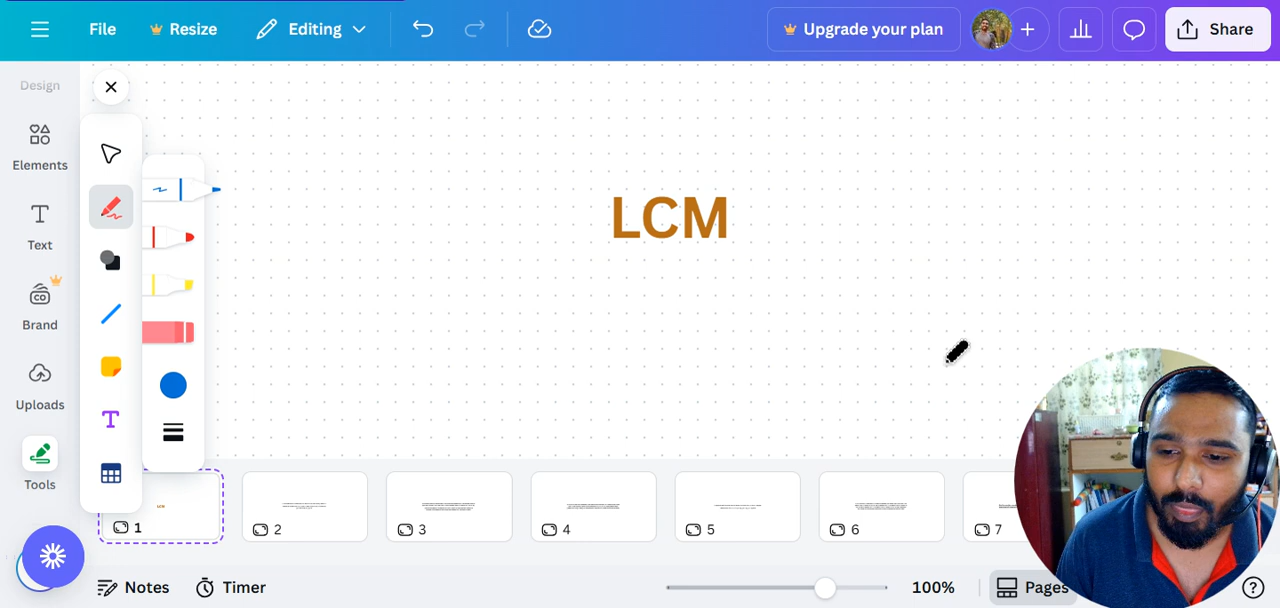 File
Resize
Editing
Upgrade your plan
Share
Design
Elements
Text
Brand
Uploads
Tools
LCM
1
2
3
4
5
6
7
Notes
Timer
100%
Pages